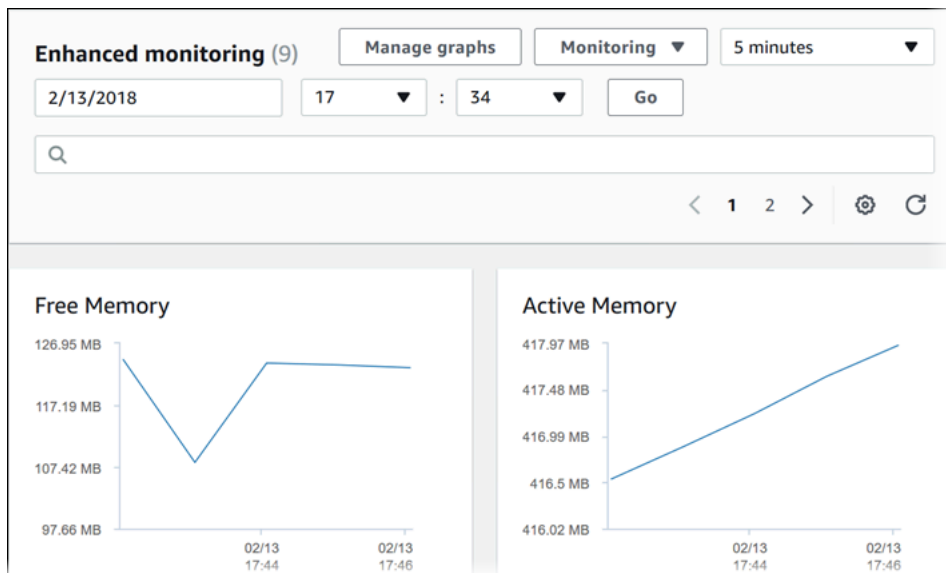 Enhanced monitoring (9) Manage graphs Monitoring 5 minutes
2/13/2018 17 : 34 Go
1 2
Free Memory
126.95 MB
117.19 MB
107.42 MB
97.66 MB
02/13 02/13
17:44 17:46
Active Memory
417.97 MB
417.48 MB
416.99 MB
416.5 MB
416.02 MB
02/13 02/13
17:44 17:46